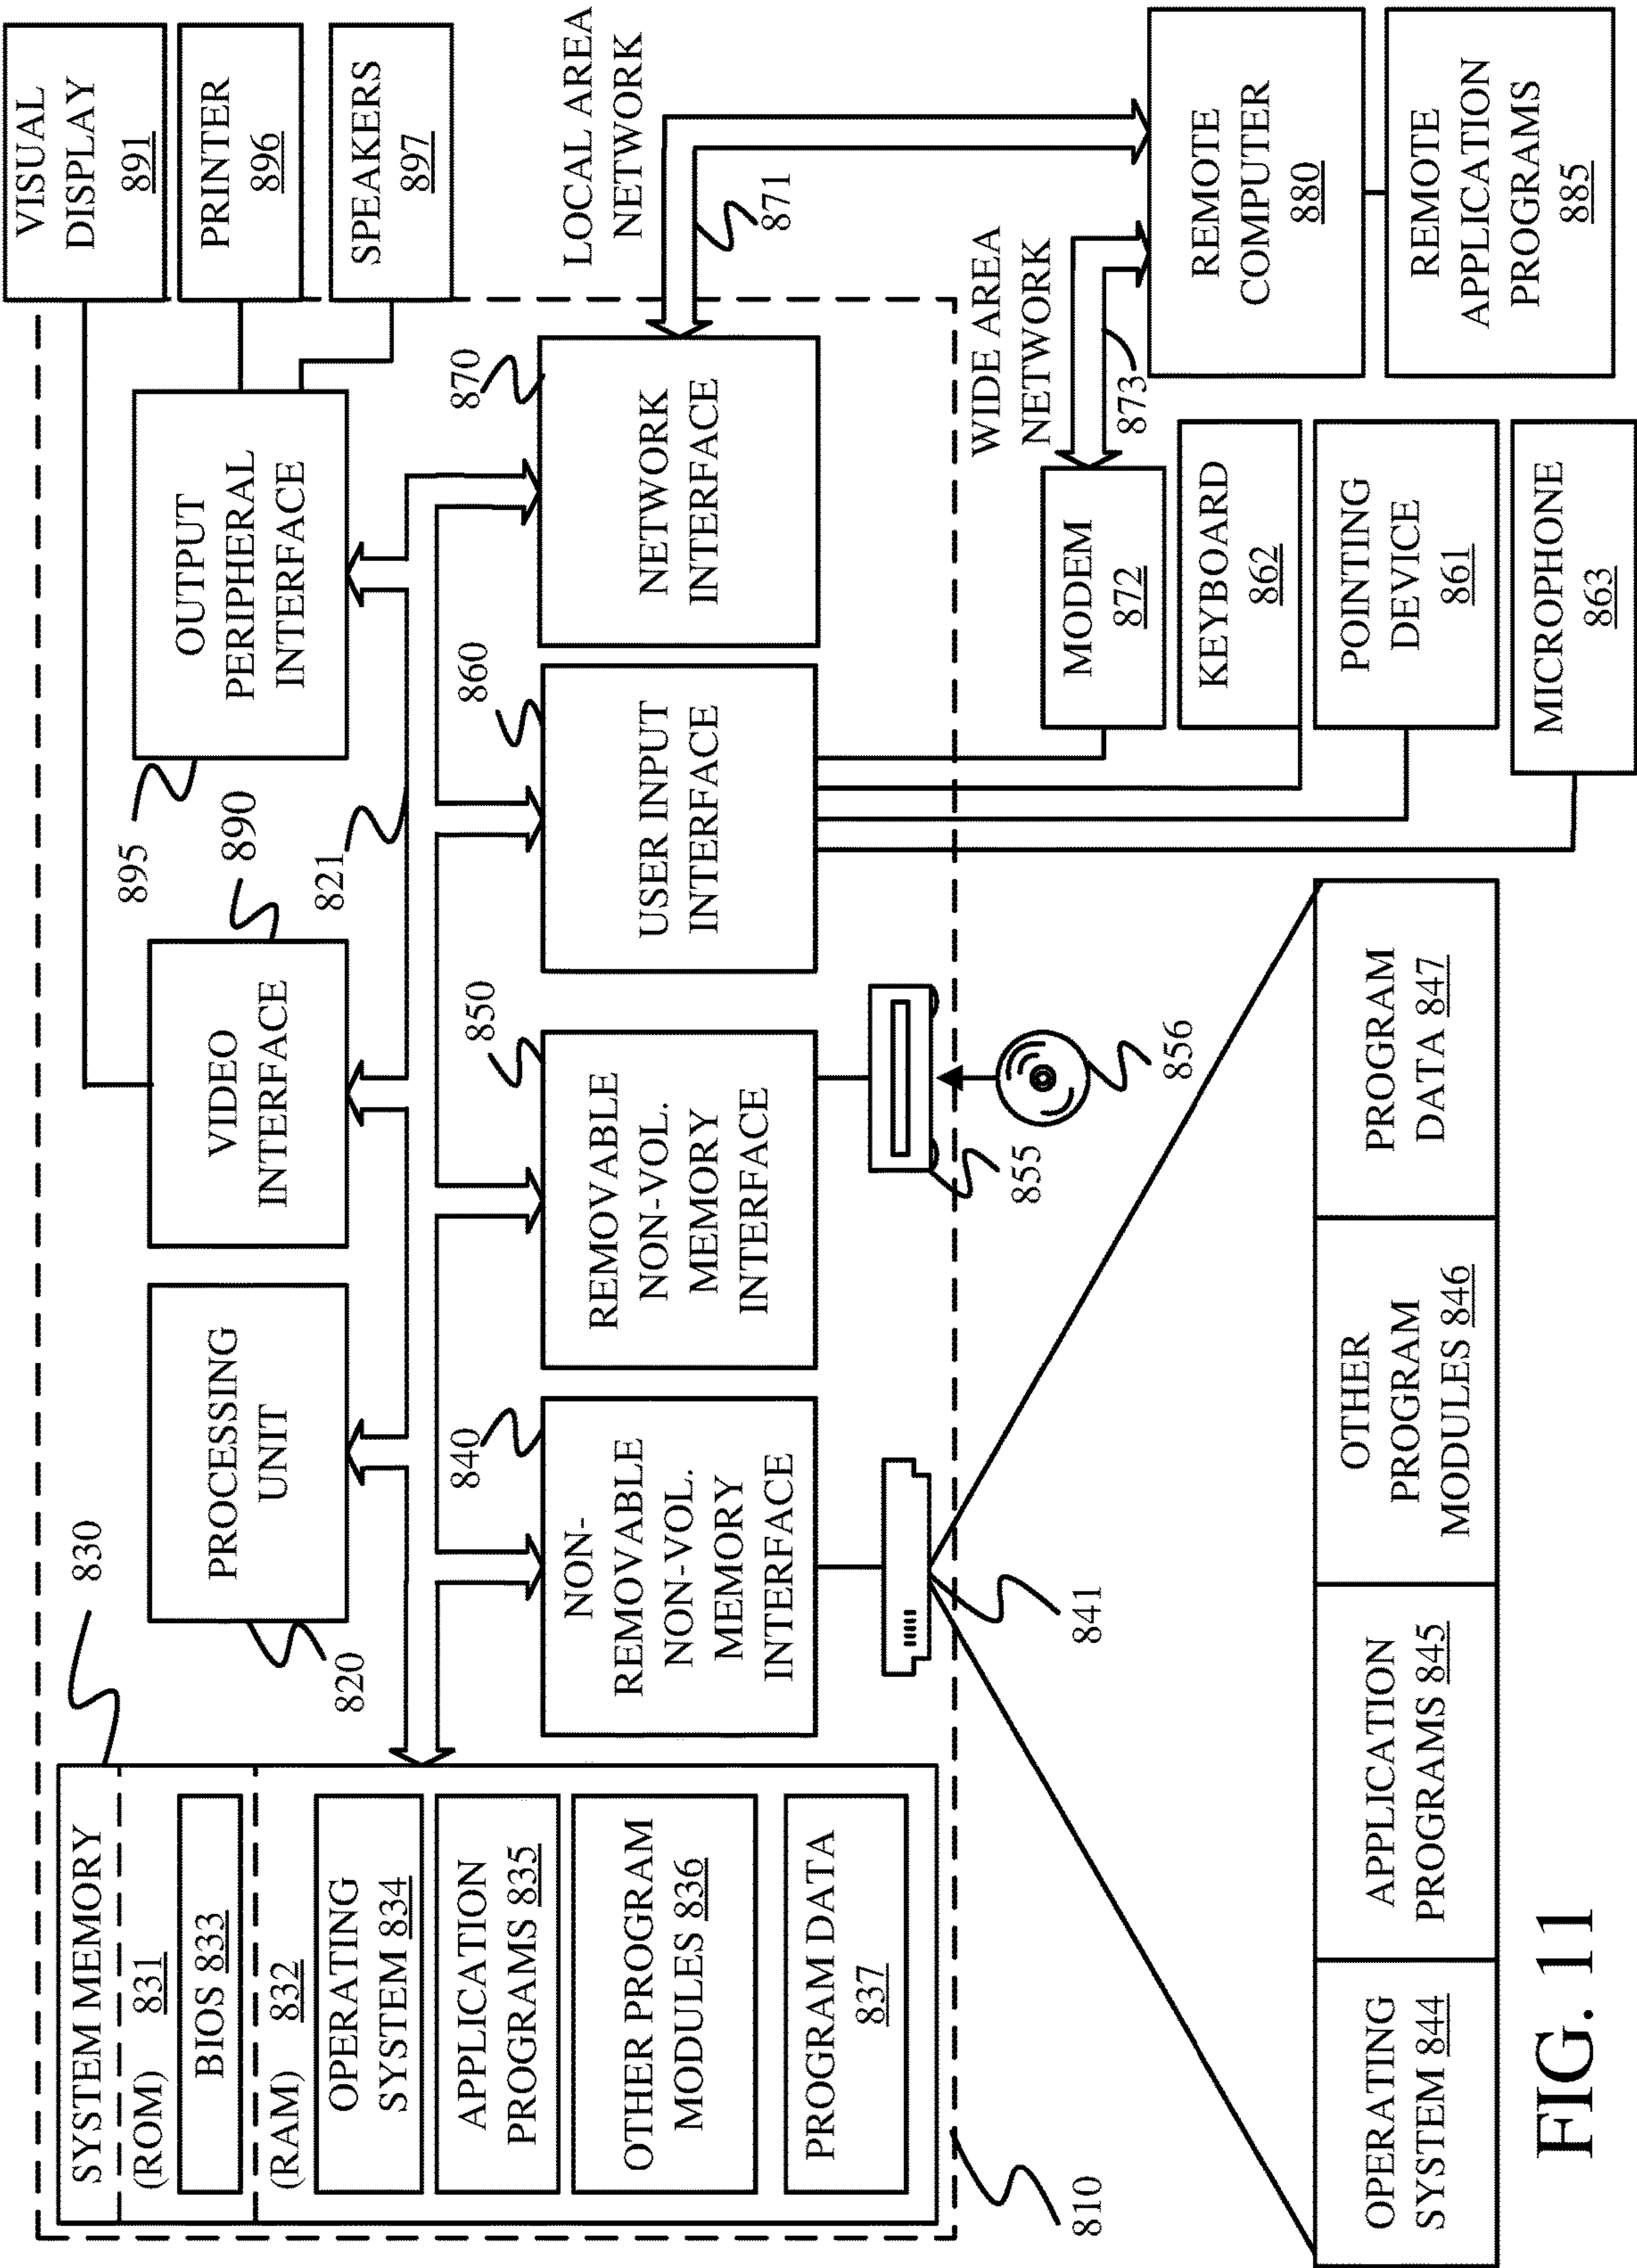 SYSTEM MEMORY
(ROM) 831
BIOS 833
(RAM) 832
OPERATING
SYSTEM 834
APPLICATION
PROGRAMS 835
OTHER PROGRAM
MODULES 836
PROGRAM DATA
837
830
820
PROCESSING
UNIT
VIDEO
INTERFACE
890
821
895
OUTPUT
PERIPHERAL
INTERFACE
VISUAL
DISPLAY
891
PRINTER
896
SPEAKERS
897
840
NON-
REMOVABLE
NON-VOL.
MEMORY
INTERFACE
850
REMOVABLE
NON-VOL.
MEMORY
INTERFACE
860
USER INPUT
INTERFACE
870
NETWORK
INTERFACE
LOCAL AREA
NETWORK
871
810
841
855
856
WIDE AREA
NETWORK
873
MODEM
872
KEYBOARD
862
POINTING
DEVICE
861
MICROPHONE
863
REMOTE
COMPUTER
880
REMOTE
APPLICATION
PROGRAMS
885
OPERATING
SYSTEM 844
APPLICATION
PROGRAMS 845
OTHER
PROGRAM
MODULES 846
PROGRAM
DATA 847
FIG. 11